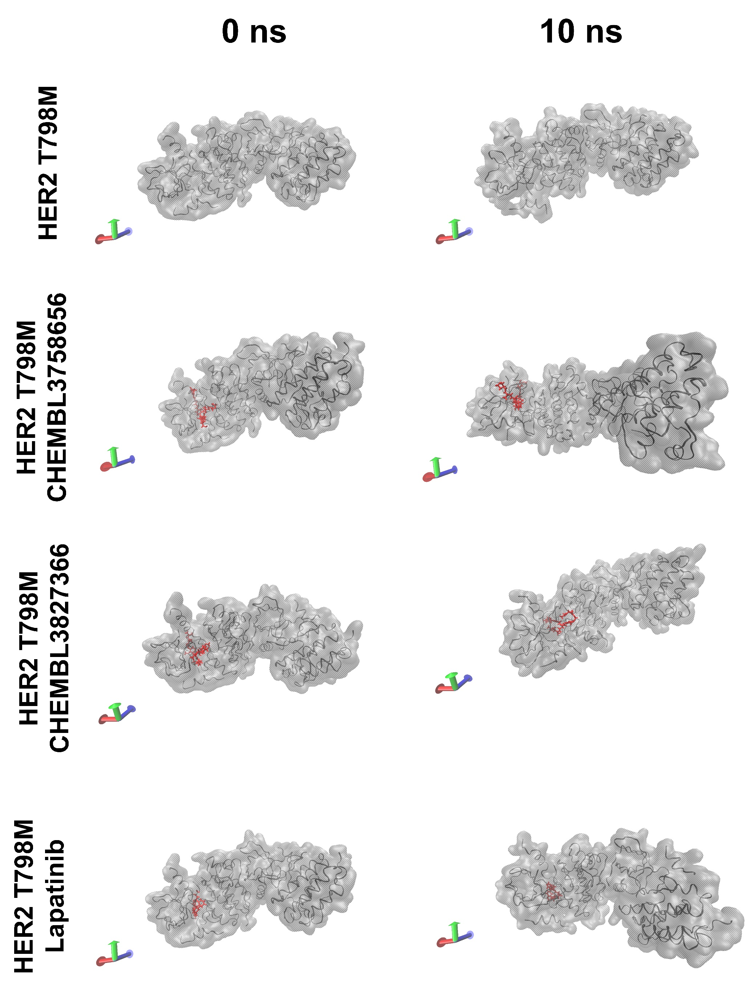 0 ns
10 ns
HER2 T798M
HER2 T798M
CHEMBL3758656
HER2 T798M
CHEMBL3827366
HER2 T798M
Lapatinib